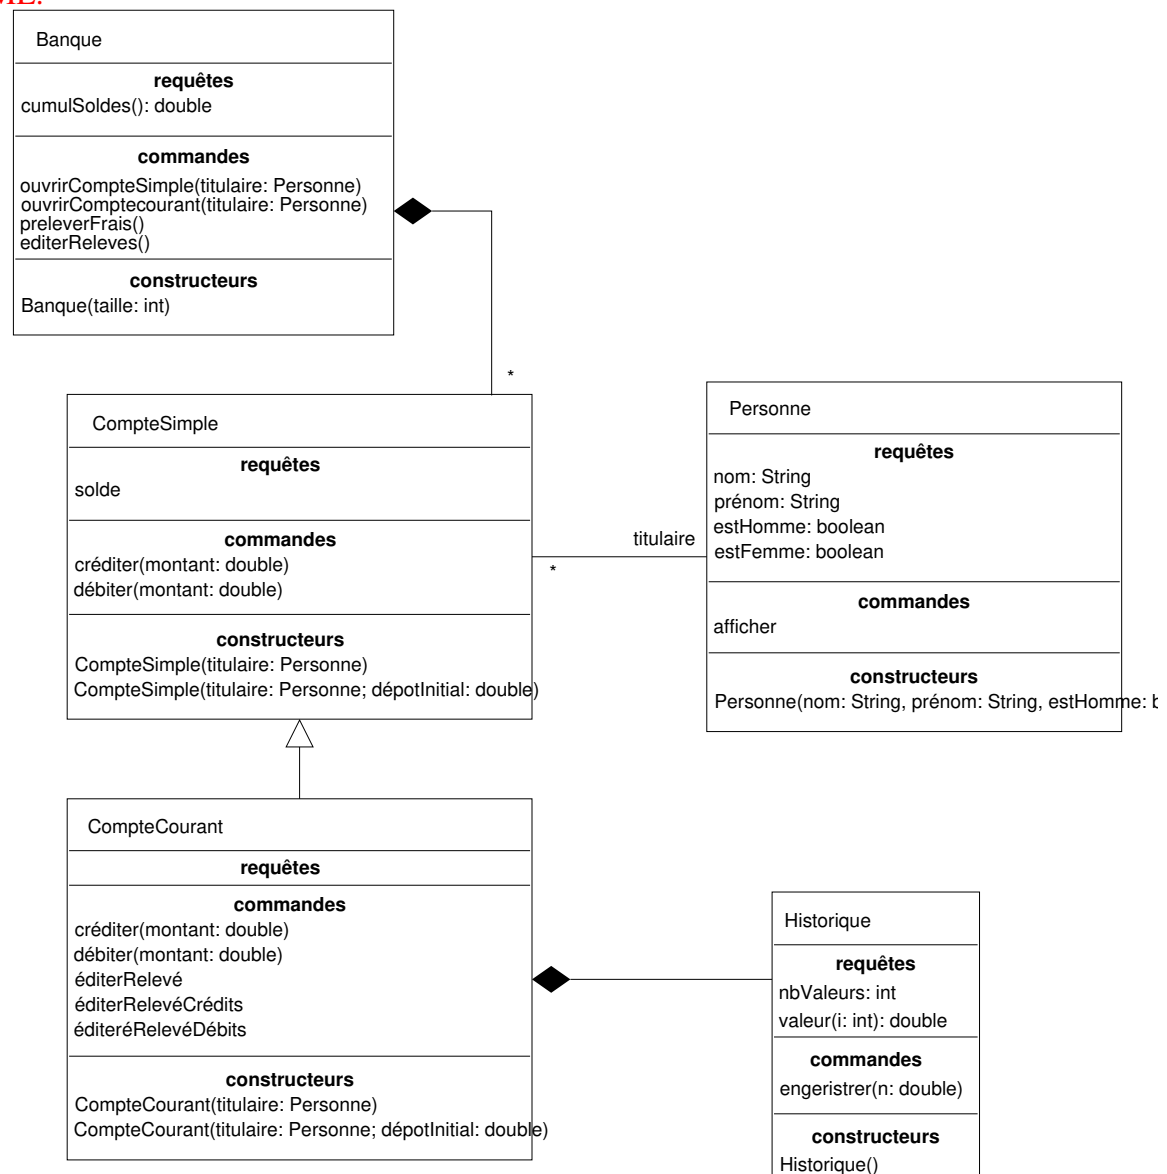 Banque
requêtes
cumulSoldes(): double
commandes
ouvrirCompteSimple(titulaire: Personne)
ouvrirComptecourant(titulaire: Personne)
preleverFrais()
editerReleves()
constructeurs
Banque(taille: int)
*
CompteSimple
requêtes
solde
commandes
créditer(montant: double)
débiter(montant: double)
constructeurs
CompteSimple(titulaire: Personne)
CompteSimple(titulaire: Personne; dépotInitial: double)
titulaire
*
Personne
requêtes
nom: String
prénom: String
estHomme: boolean
estFemme: boolean
commandes
afficher
constructeurs
Personne(nom: String, prénom: String, estHomme: b
CompteCourant
requêtes
commandes
créditer(montant: double)
débiter(montant: double)
éditerRelevé
éditerRelevéCrédits
éditeréRelevéDébits
constructeurs
CompteCourant(titulaire: Personne)
CompteCourant(titulaire: Personne; dépotInitial: double)
Historique
requêtes
nbValeurs: int
valeur(i: int): double
commandes
engeristrer(n: double)
constructeurs
Historique()